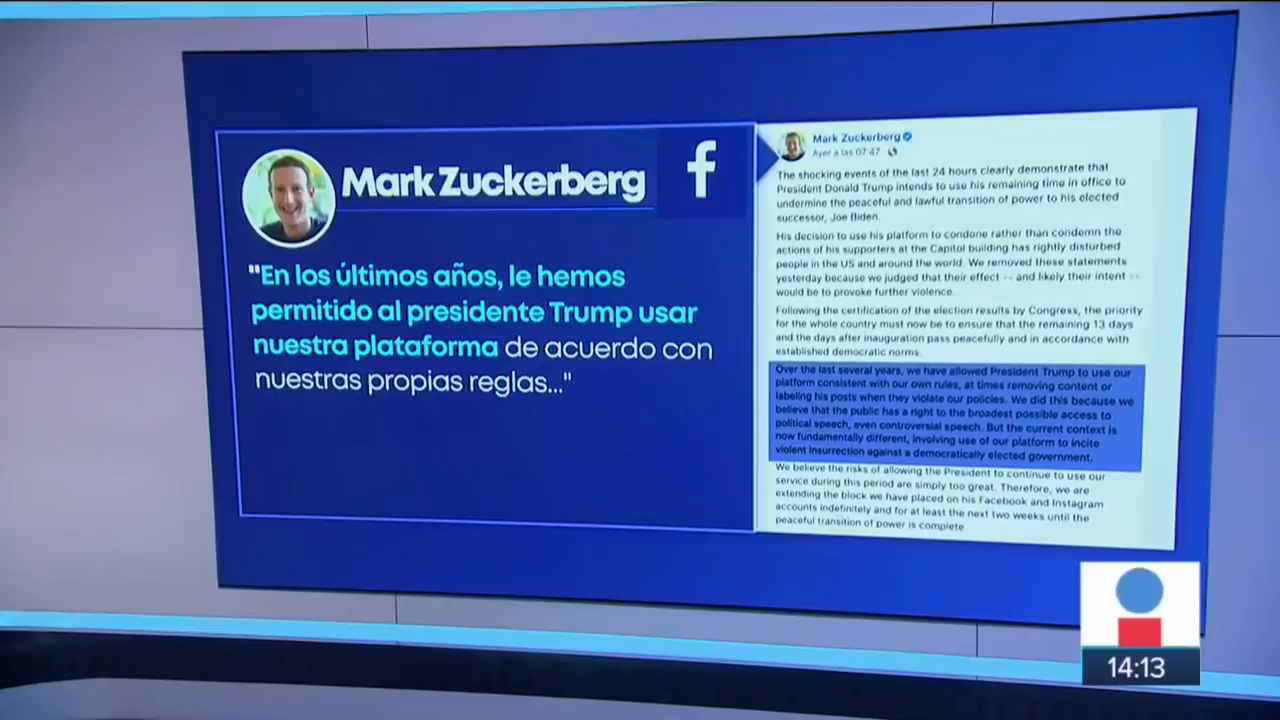 Mark Zuckerberg
f
"En los últimos años, le hemos
permitido al presidente Trump usar
nuestra plataforma de acuerdo con
nuestras propias reglas..."
Mark Zuckerberg
Ayer a las 07:47
The shocking events of the last 24 hours clearly demonstrate that
President Donald Trump intends to use his remaining time in office to
undermine the peaceful and lawful transition of power to his elected
successor, Joe Biden.
His decision to use his platform to condone rather than condemn the
actions of his supporters at the Capitol building has rightly disturbed
people in the US and around the world. We removed these statements
yesterday because we judged that their effect -- and likely their intent --
would be to provoke further violence.
Following the certification of the election results by Congress, the priority
for the whole country must now be to ensure that the remaining 13 days
and the days after inauguration pass peacefully and in accordance with
established democratic norms.
Over the last several years, we have allowed President Trump to use our
platform consistent with our own rules, at times removing content or
labeling his posts when they violate our policies. We did this because we
believe that the public has a right to the broadest possible access to
political speech, even controversial speech. But the current context is
now fundamentally different, involving use of our platform to incite
violent insurrection against a democratically elected government.
We believe the risks of allowing the President to continue to use our
service during this period are simply too great. Therefore, we are
extending the block we have placed on his Facebook and Instagram
accounts indefinitely and for at least the next two weeks until the
peaceful transition of power is complete
14:13